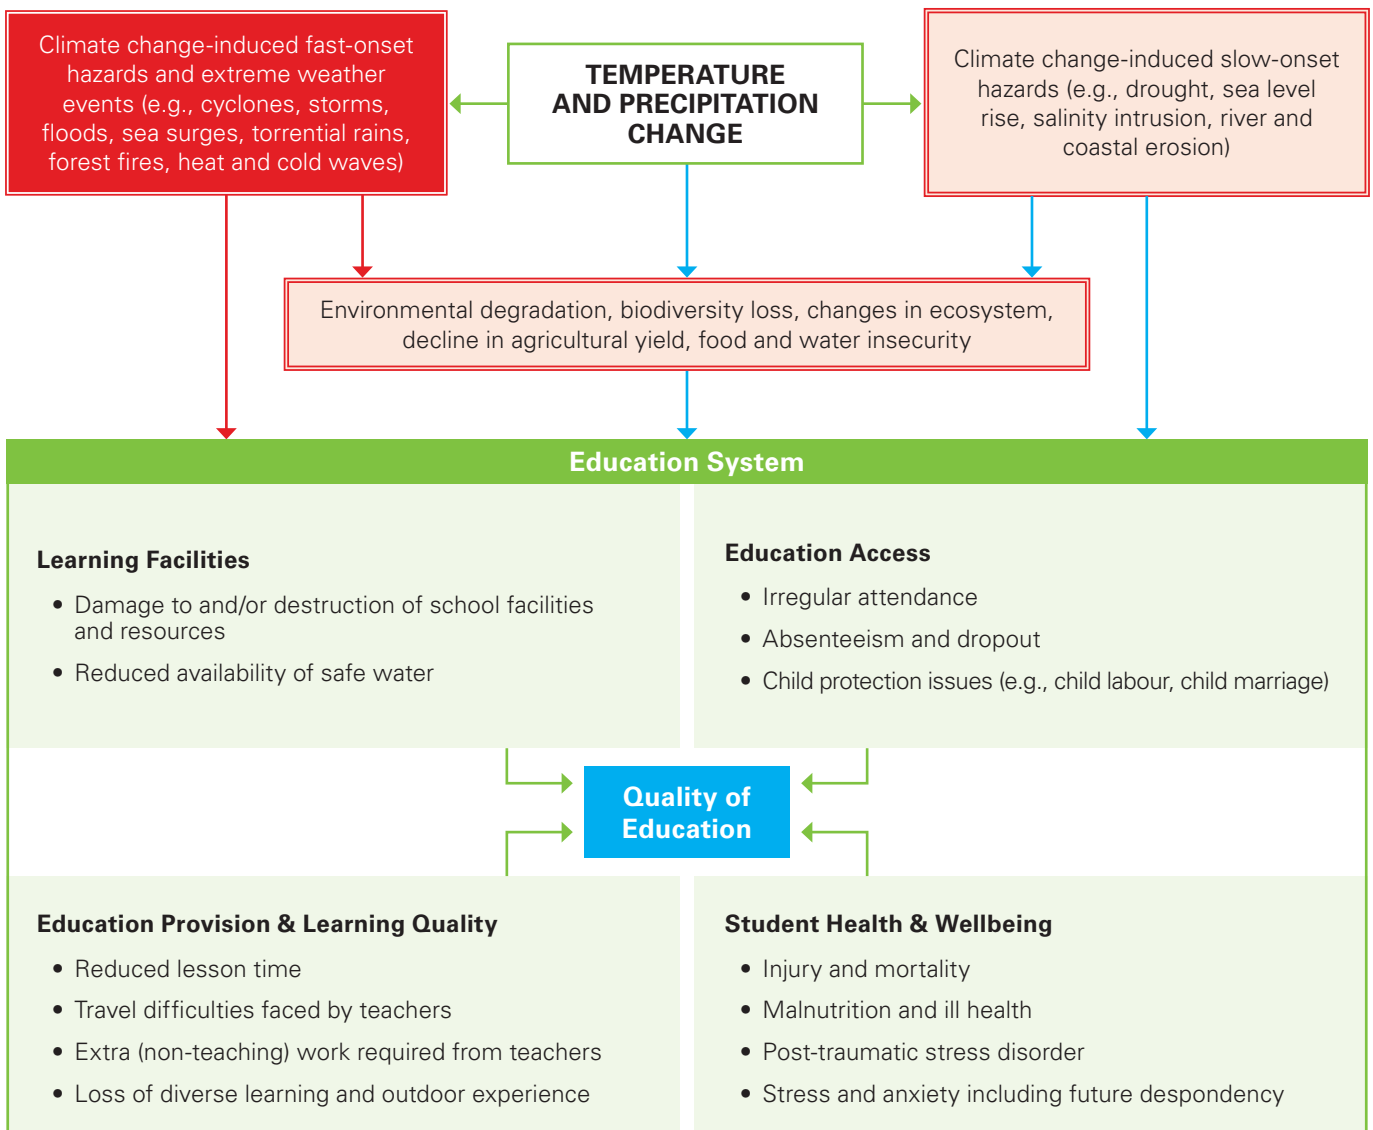 Climate change-induced fast-onset
hazards and extreme weather
events (e.g., cyclones, storms,
floods, sea surges, torrential rains,
forest fires, heat and cold waves)
TEMPERATURE
AND PRECIPITATION
CHANGE
Climate change-induced slow-onset
hazards (e.g., drought, sea level
rise, salinity intrusion, river and
coastal erosion)
Environmental degradation, biodiversity loss, changes in ecosystem,
decline in agricultural yield, food and water insecurity
Education System
Learning Facilities
• Damage to and/or destruction of school facilities
and resources
• Reduced availability of safe water
Education Access
• Irregular attendance
• Absenteeism and dropout
• Child protection issues (e.g., child labour, child marriage)
Quality of
Education
Education Provision & Learning Quality
• Reduced lesson time
• Travel difficulties faced by teachers
• Extra (non-teaching) work required from teachers
• Loss of diverse learning and outdoor experience
Student Health & Wellbeing
• Injury and mortality
• Malnutrition and ill health
• Post-traumatic stress disorder
• Stress and anxiety including future despondency